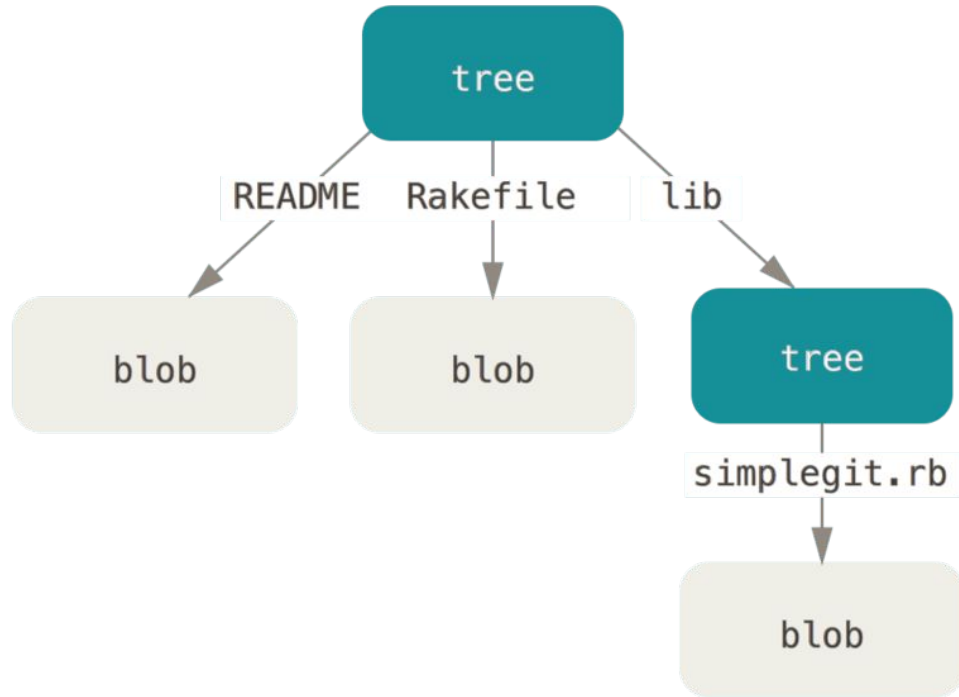 tree
README Rakefile lib
blob blob tree
simplegit.rb
blob